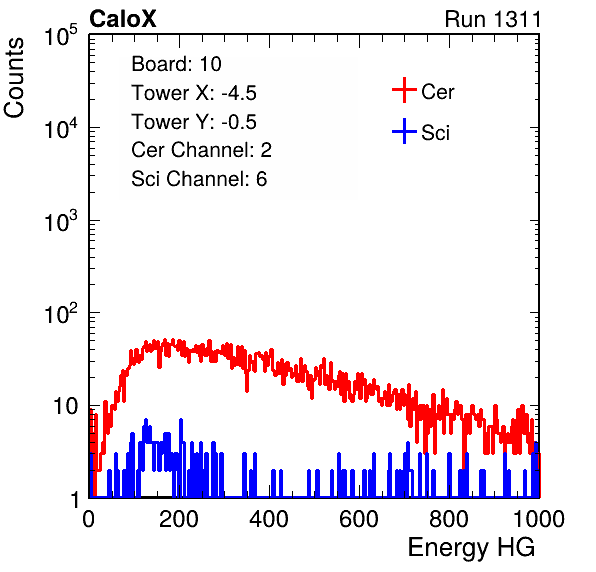 CaloX Run 1311
Counts
Board: 10
Tower X: -4.5
Tower Y: -0.5
Cer Channel: 2
Sci Channel: 6
Cer
Sci
10^5
10^4
10^3
10^2
10
1
0 200 400 600 800 1000
Energy HG